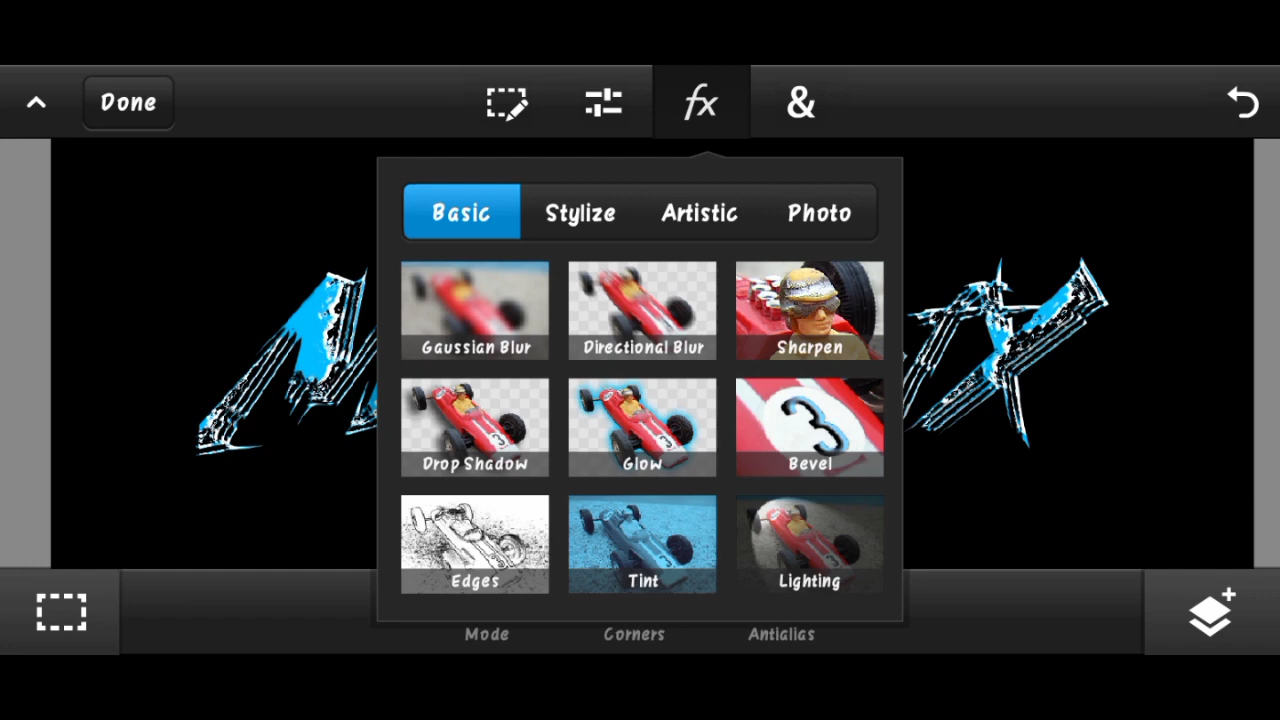 Done fx &
Basic Stylize Artistic Photo
Gaussian Blur Directional Blur Sharpen
3
Drop Shadow Glow Bevel
Edges Tint Lighting
Mode Corners Antialias